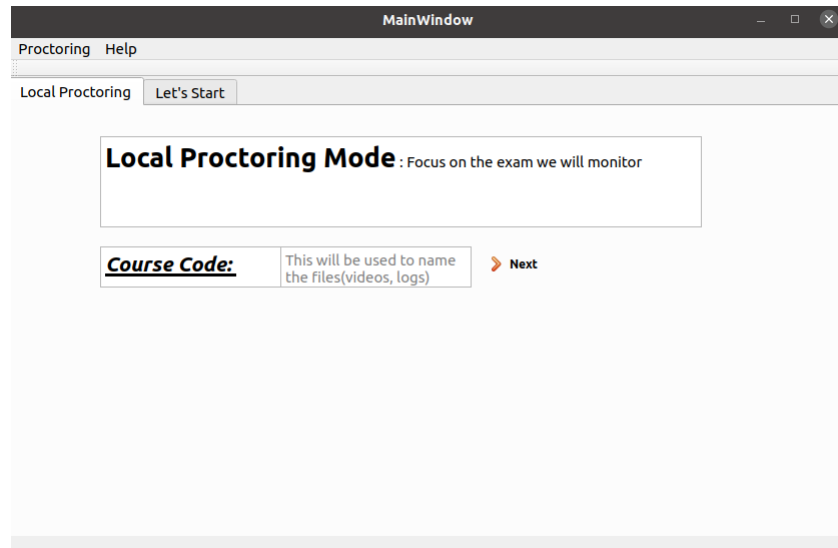 MainWindow
Proctoring Help
Local Proctoring Let's Start
Local Proctoring Mode : Focus on the exam we will monitor
Course Code:
This will be used to name
the files(videos, logs)
Next